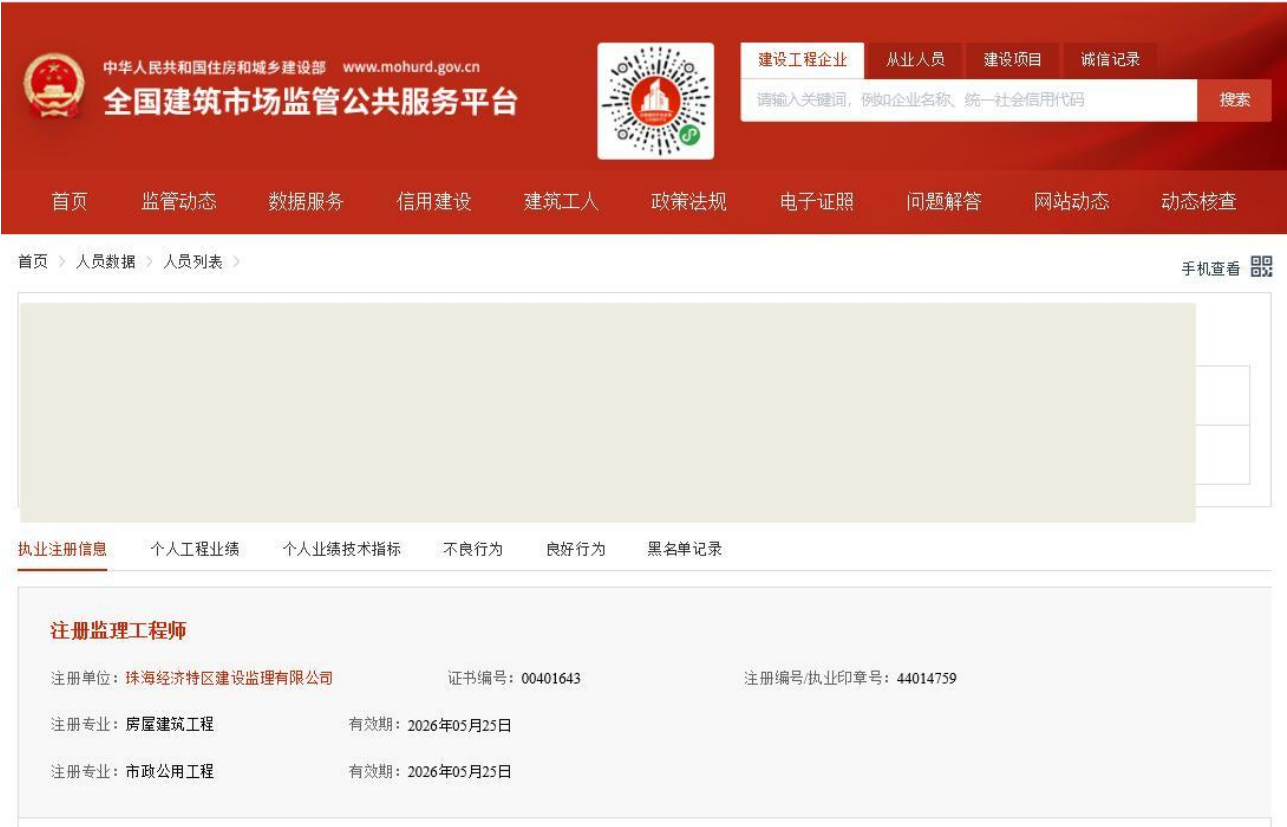 中华人民共和国住房和城乡建设部 www.mohurd.gov.cn
全国建筑市场监管公共服务平台
建设工程企业 从业人员 建设项目 诚信记录
请输入关键词，例如企业名称、统一社会信用代码 搜索
首页 监管动态 数据服务 信用建设 建筑工人 政策法规 电子证照 问题解答 网站动态 动态核查
首页 > 人员数据 > 人员列表 >
手机查看
执业注册信息 个人工程业绩 个人业绩技术指标 不良行为 良好行为 黑名单记录
注册监理工程师
注册单位：珠海经济特区建设监理有限公司 证书编号：00401643 注册编号/执业印章号：44014759
注册专业：房屋建筑工程 有效期：2026年05月25日
注册专业：市政公用工程 有效期：2026年05月25日